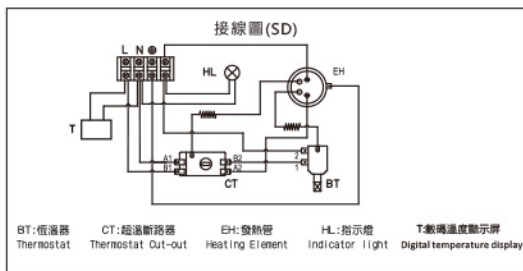 接線圖(SD)
L N ⏚
HL
EH
T
A1
B1
B2
A2
2
1
CT
BT
BT:恆溫器
Thermostat
CT:超溫斷路器
Thermostat Cut-out
EH:發熱管
Heating Element
HL:指示燈
Indicator light
T:數碼溫度顯示屏
Digital temperature display